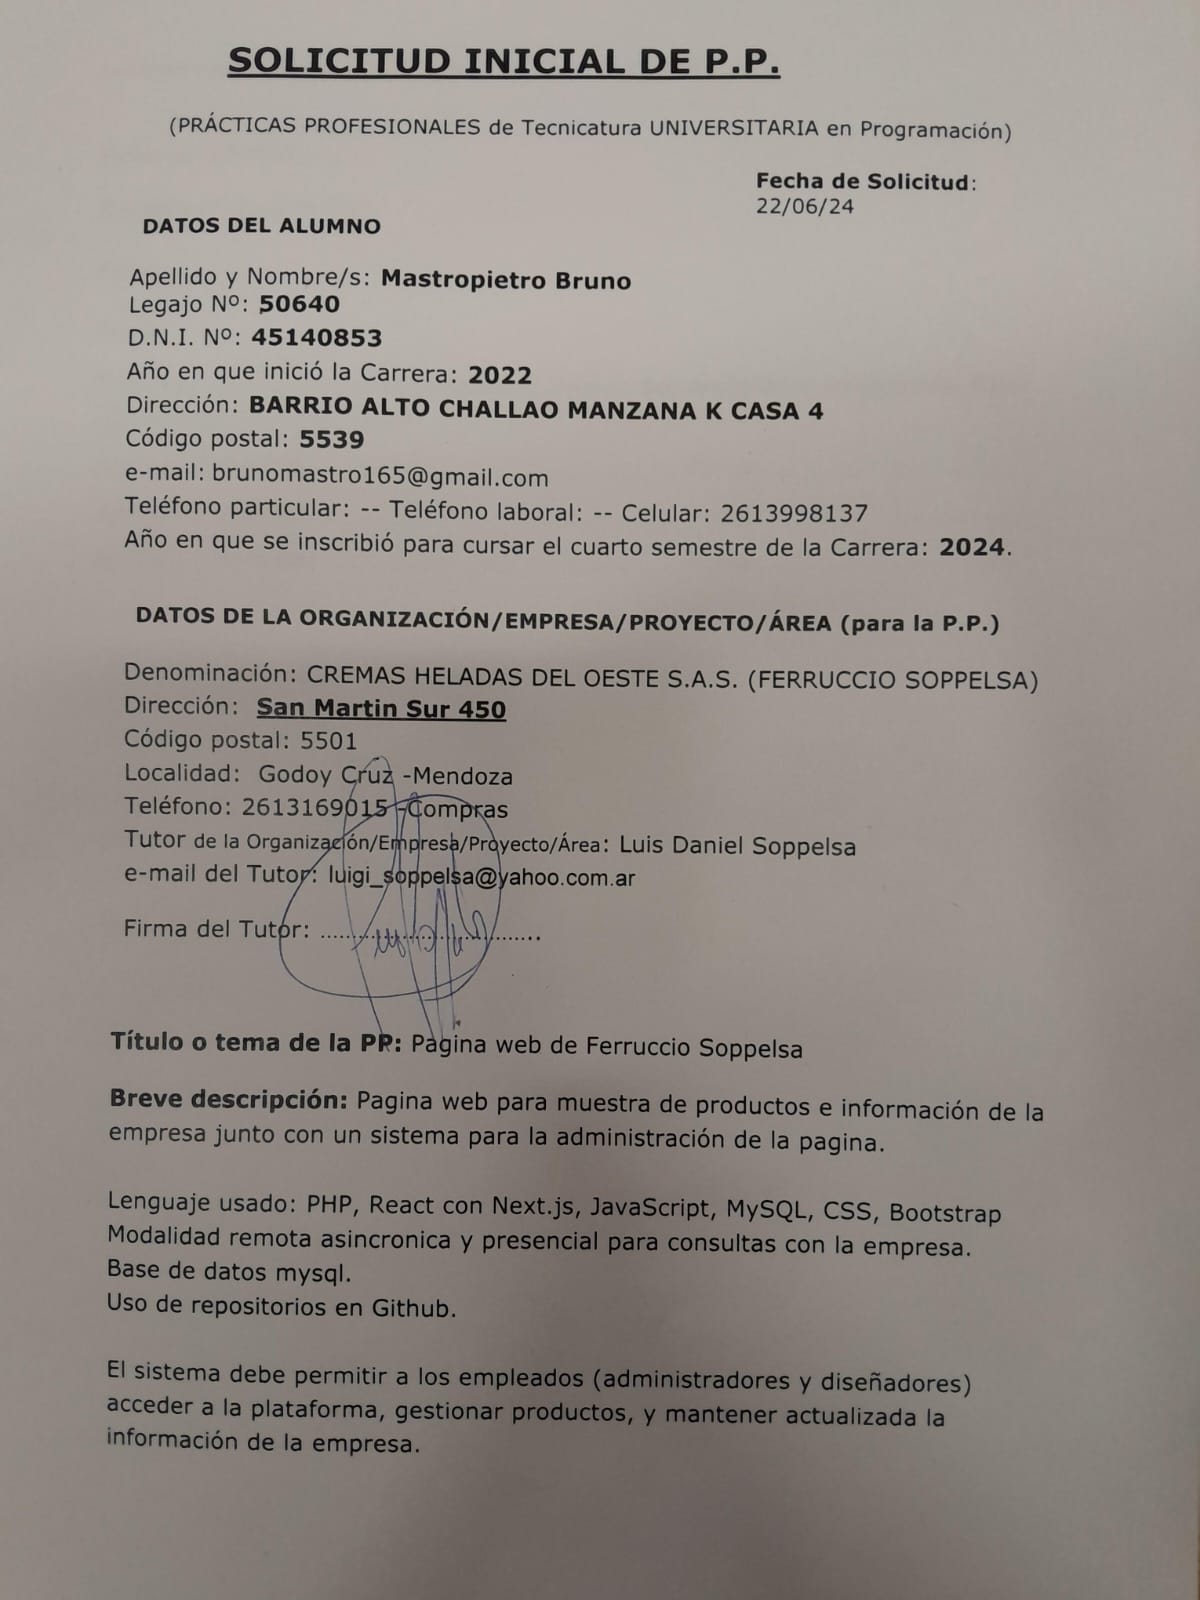 SOLICITUD INICIAL DE P.P.
(PRÁCTICAS PROFESIONALES de Tecnicatura UNIVERSITARIA en Programación)
Fecha de Solicitud:
22/06/24
DATOS DEL ALUMNO
Apellido y Nombre/s: Mastropietro Bruno
Legajo Nº: 50640
D.N.I. Nº: 45140853
Año en que inició la Carrera: 2022
Dirección: BARRIO ALTO CHALLAO MANZANA K CASA 4
Código postal: 5539
e-mail: brunomastro165@gmail.com
Teléfono particular: -- Teléfono laboral: -- Celular: 2613998137
Año en que se inscribió para cursar el cuarto semestre de la Carrera: 2024.
DATOS DE LA ORGANIZACIÓN/EMPRESA/PROYECTO/ÁREA (para la P.P.)
Denominación: CREMAS HELADAS DEL OESTE S.A.S. (FERRUCCIO SOPPELSA)
Dirección: San Martin Sur 450
Código postal: 5501
Localidad: Godoy Cruz -Mendoza
Teléfono: 2613169015 -Compras
Tutor de la Organización/Empresa/Proyecto/Área: Luis Daniel Soppelsa
e-mail del Tutor: luigi_soppelsa@yahoo.com.ar
Firma del Tutor: ................................
Título o tema de la PP: Pagina web de Ferruccio Soppelsa
Breve descripción: Pagina web para muestra de productos e información de la
empresa junto con un sistema para la administración de la pagina.
Lenguaje usado: PHP, React con Next.js, JavaScript, MySQL, CSS, Bootstrap
Modalidad remota asincronica y presencial para consultas con la empresa.
Base de datos mysql.
Uso de repositorios en Github.
El sistema debe permitir a los empleados (administradores y diseñadores)
acceder a la plataforma, gestionar productos, y mantener actualizada la
información de la empresa.